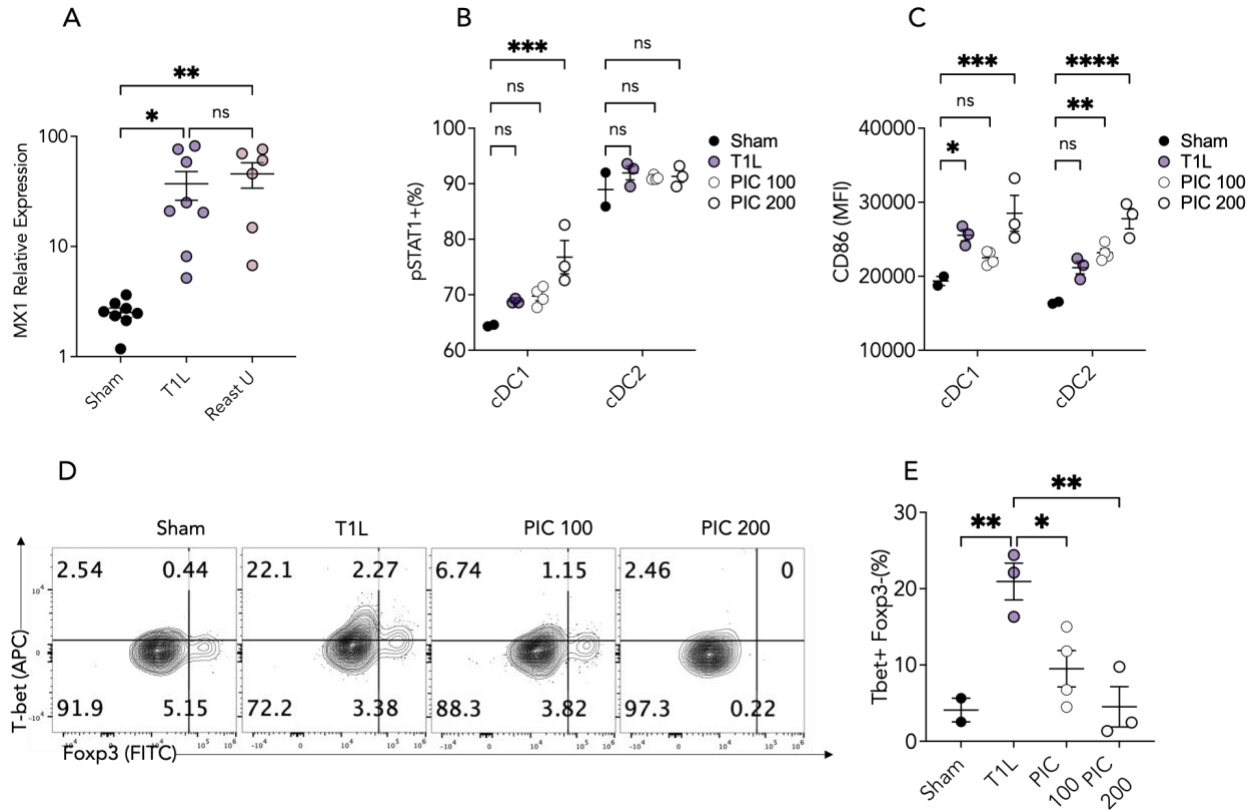 A
B
C
MX1 Relative Expression
100
10
1
**
*
ns
Sham
T1L
Reast U
pSTAT1+(%)
100
90
80
70
60
***
ns
ns
ns
ns
ns
cDC1
cDC2
Sham
T1L
PIC 100
PIC 200
CD86 (MFI)
40000
30000
20000
10000
***
ns
*
****
**
ns
cDC1
cDC2
Sham
T1L
PIC 100
PIC 200
D
E
Sham
T1L
PIC 100
PIC 200
2.54 0.44
22.1 2.27
6.74 1.15
2.46 0
91.9 5.15
72.2 3.38
88.3 3.82
97.3 0.22
T-bet (APC)
Foxp3 (FITC)
Tbet+ Foxp3-(%)
30
20
10
0
**
*
**
Sham
T1L
PIC 100
PIC 200